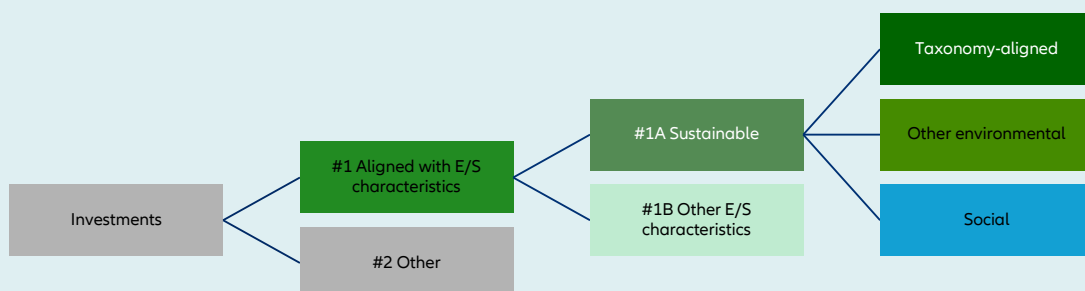 Taxonomy-aligned
#1A Sustainable
Other environmental
#1 Aligned with E/S
characteristics
Investments
#1B Other E/S
characteristics
Social
#2 Other